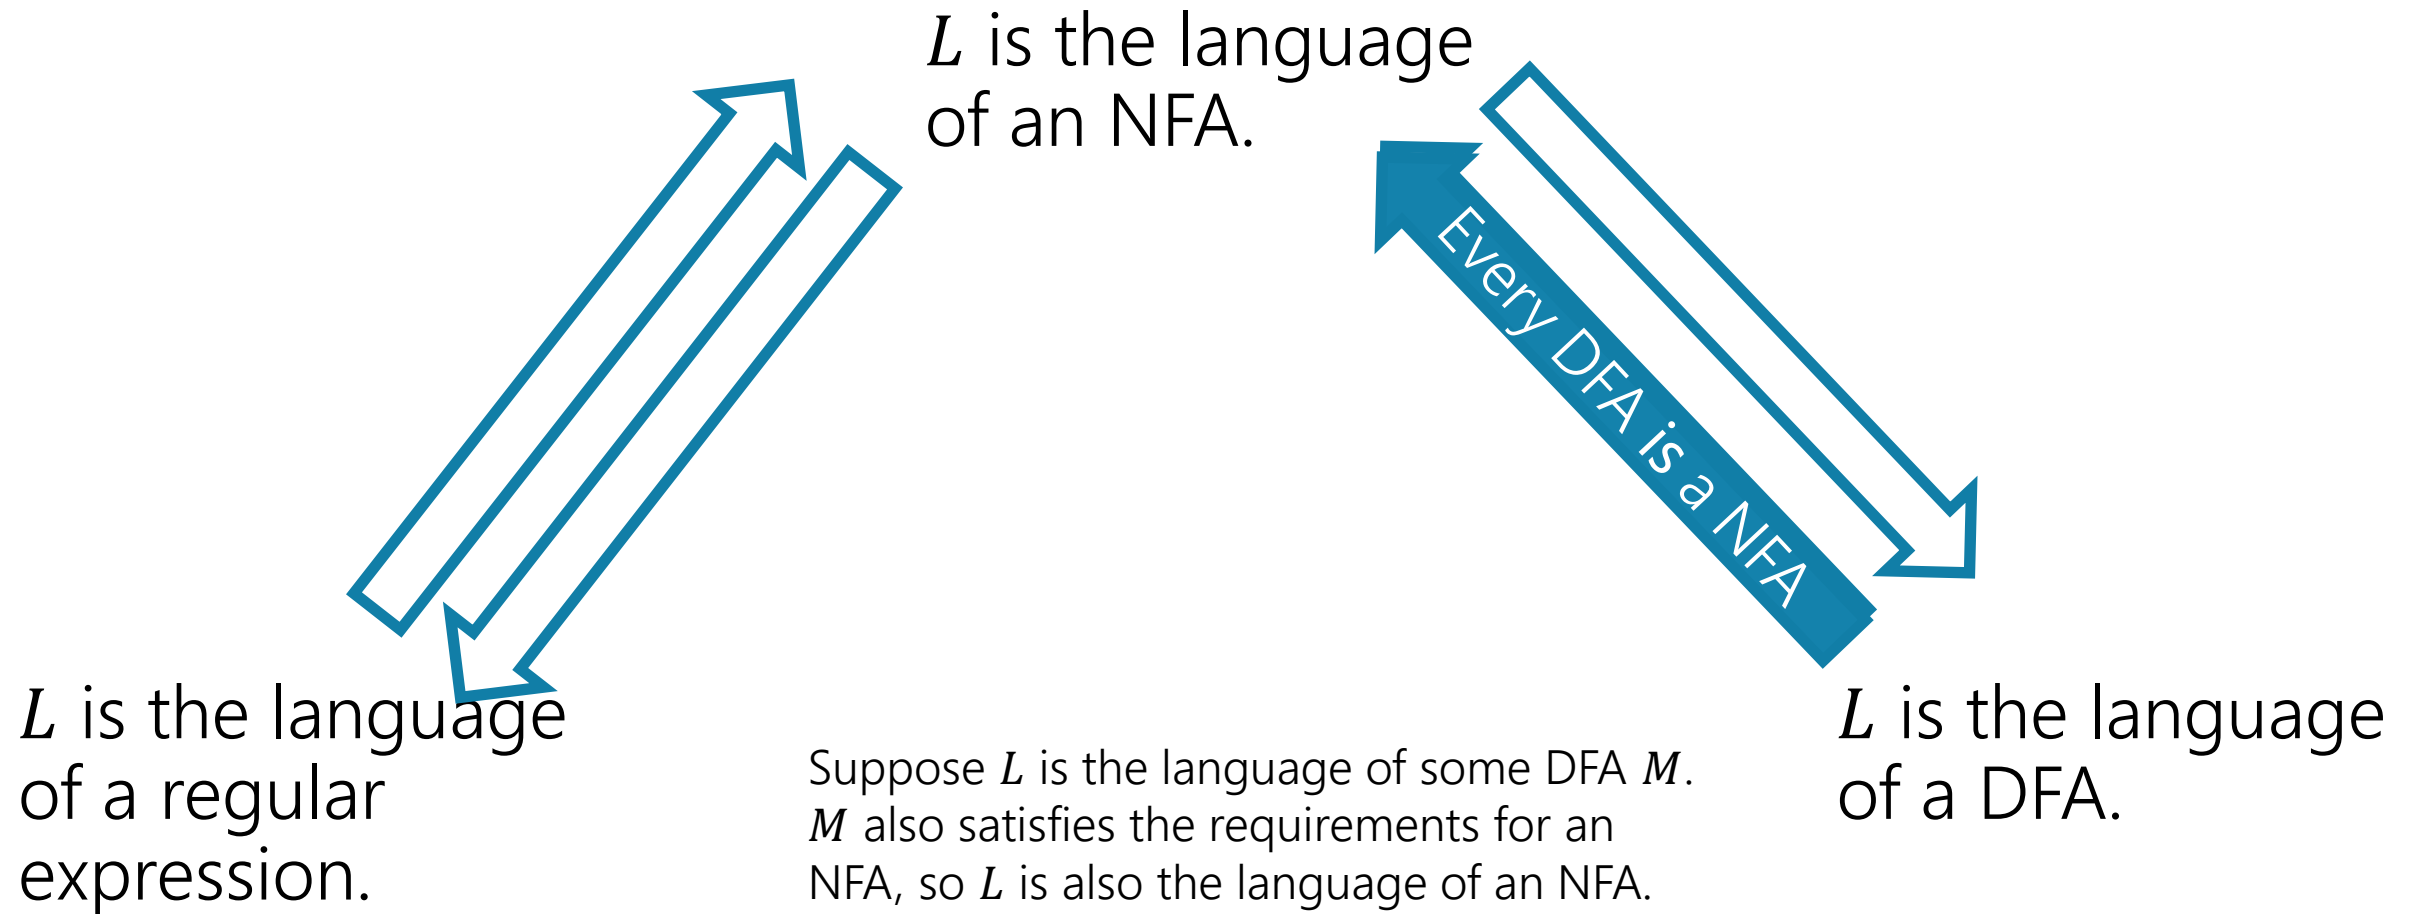 L is the language
of an NFA.
Every DFA is a NFA
L is the language
of a regular
expression.
Suppose L is the language of some DFA M.
M also satisfies the requirements for an
NFA, so L is also the language of an NFA.
L is the language
of a DFA.